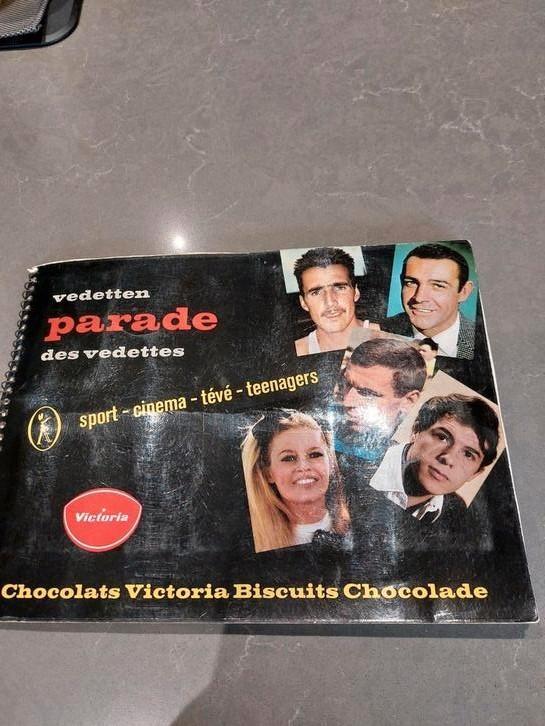 vedetten
parade
des vedettes
sport - cinema - tévé - teenagers
Victoria
Chocolats Victoria Biscuits Chocolade